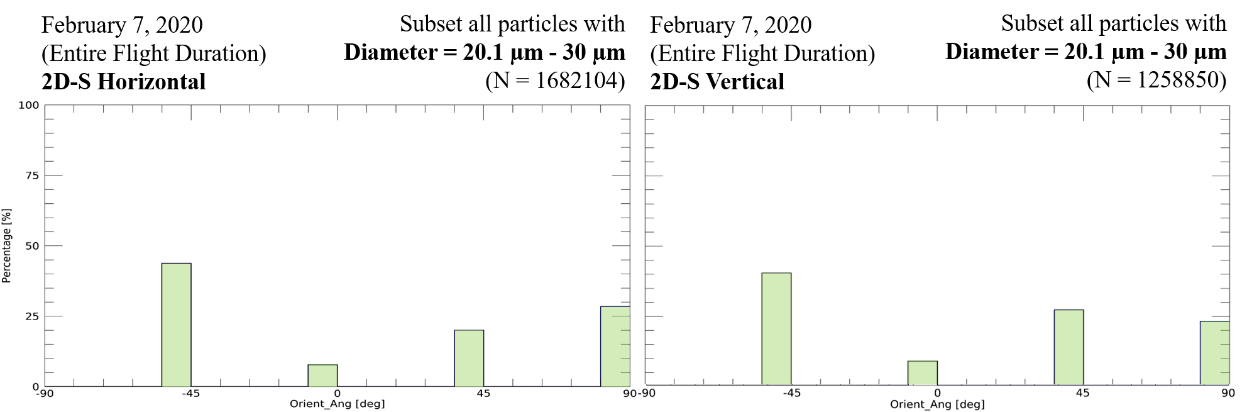 February 7, 2020
(Entire Flight Duration)
2D-S Horizontal
Subset all particles with
Diameter = 20.1 µm - 30 µm
(N = 1682104)
100
75
50
25
0
Percentage [%]
-90
-45
0
45
90
Orient_Ang [deg]
February 7, 2020
(Entire Flight Duration)
2D-S Vertical
Subset all particles with
Diameter = 20.1 µm - 30 µm
(N = 1258850)
-90
-45
0
45
90
Orient_Ang [deg]